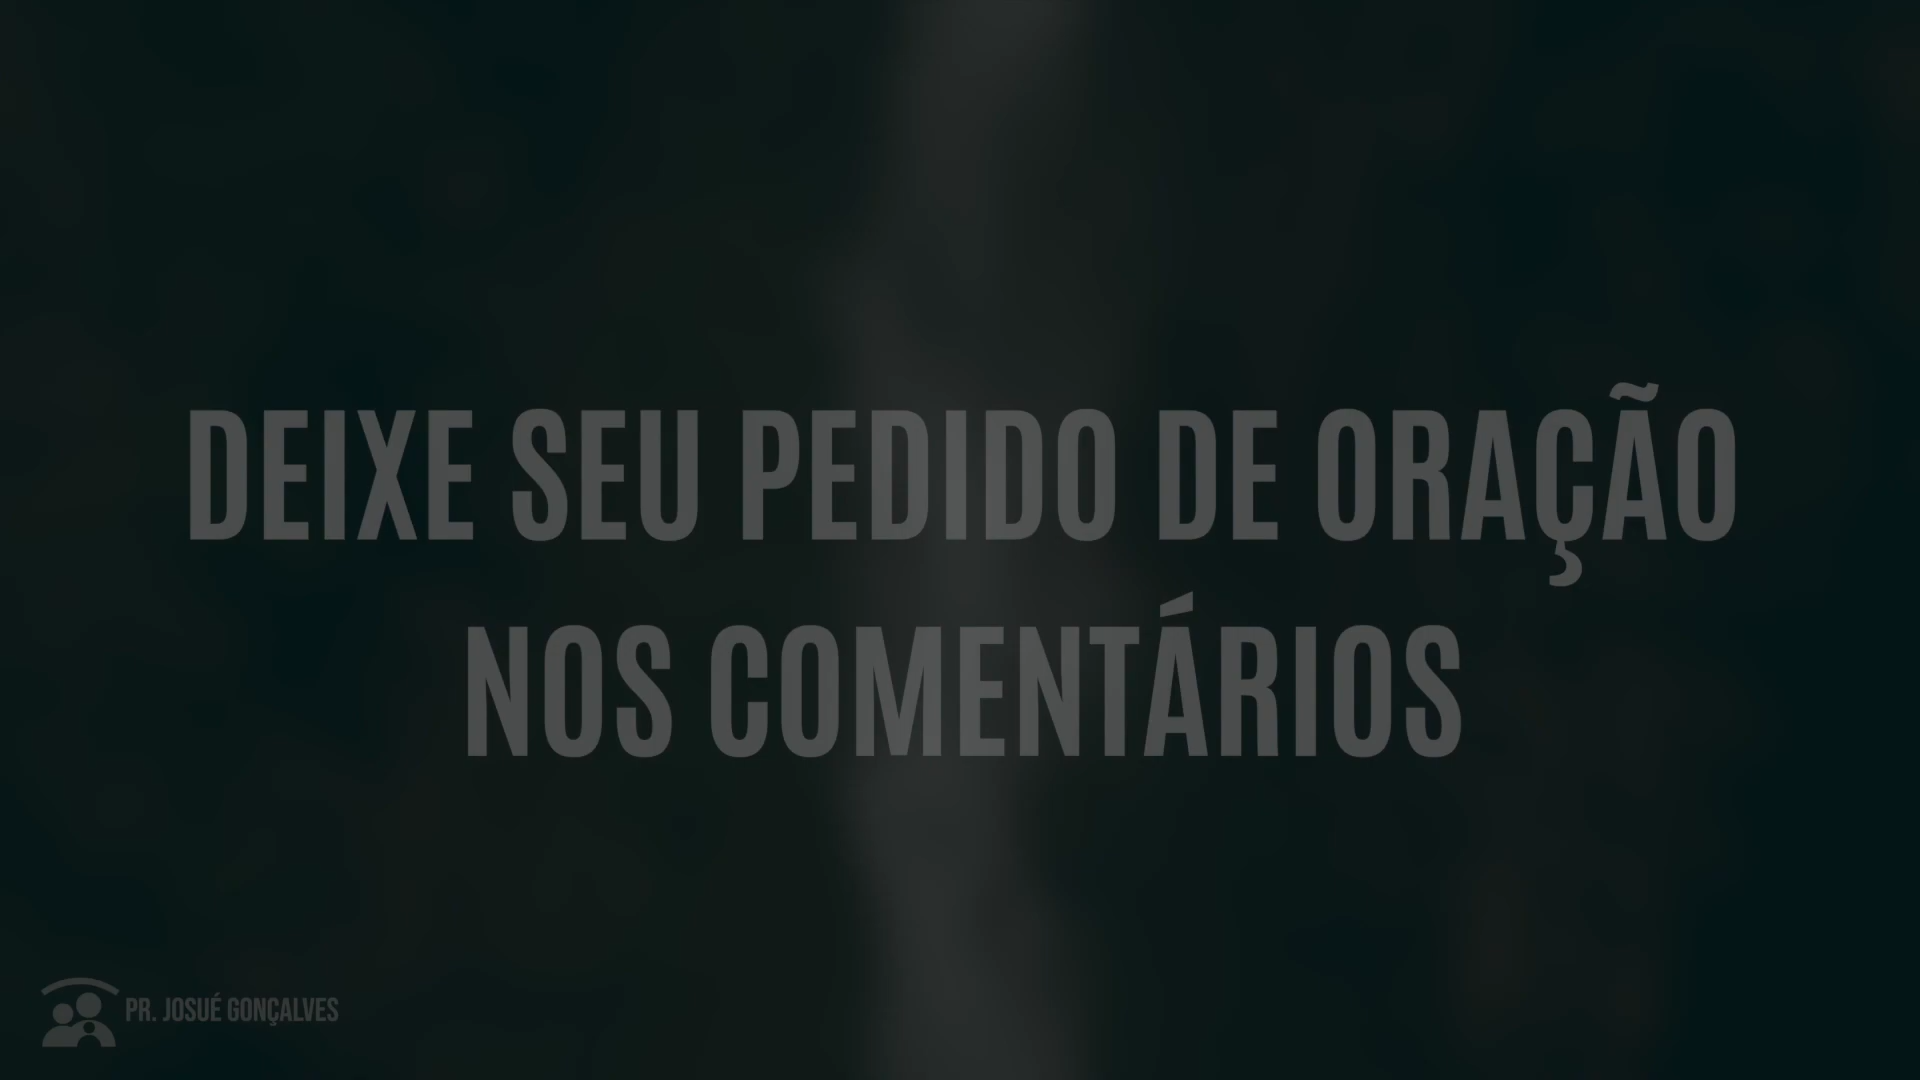 DEIXE SEU PEDIDO DE ORAÇÃO
NOS COMENTÁRIOS
PR. JOSUÉ GONÇALVES